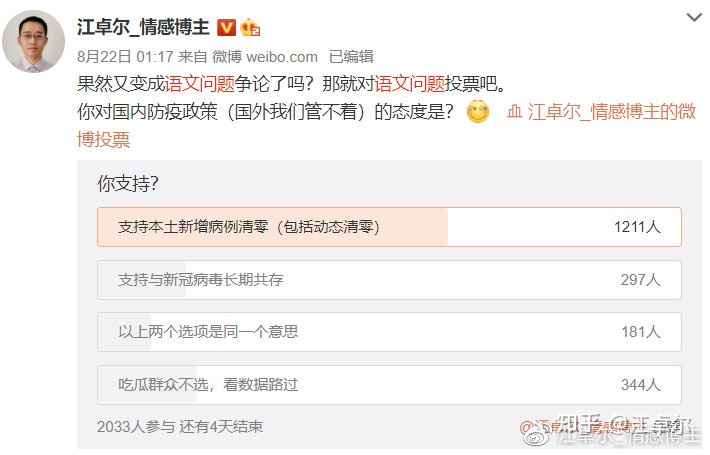 江卓尔_情感博主
8月22日 01:17 来自 微博 weibo.com 已编辑
果然又变成语文问题争论了吗？那就对语文问题投票吧。
你对国内防疫政策（国外我们管不着）的态度是？ 江卓尔_情感博主的微
博投票
你支持？
支持本土新增病例清零（包括动态清零） 1211人
支持与新冠病毒长期共存 297人
以上两个选项是同一个意思 181人
吃瓜群众不选，看数据路过 344人
2033人参与 还有4天结束
知乎 @江卓尔
江卓尔_情感博主